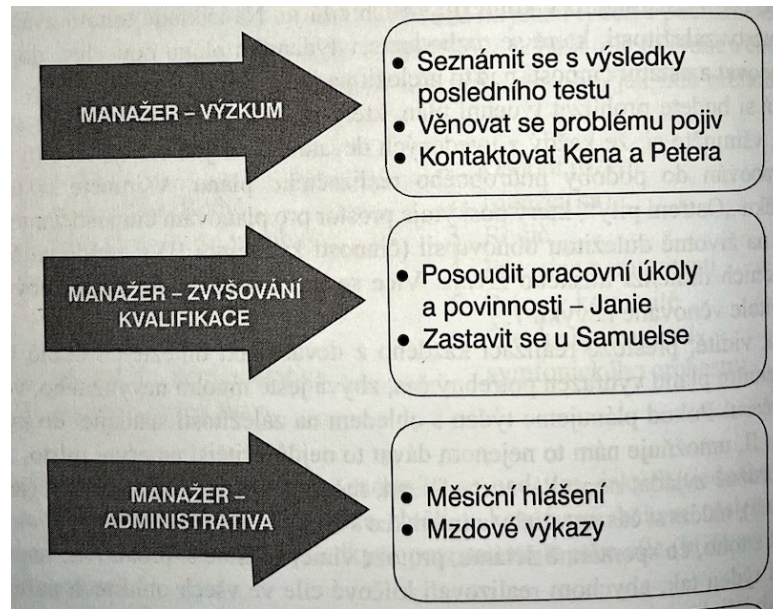 MANAŽER – VÝZKUM
• Seznámit se s výsledky
posledního testu
• Věnovat se problému pojiv
• Kontaktovat Kena a Petera
MANAŽER – ZVYŠOVÁNÍ
KVALIFIKACE
• Posoudit pracovní úkoly
a povinnosti – Janie
• Zastavit se u Samuelse
MANAŽER –
ADMINISTRATIVA
• Měsíční hlášení
• Mzdové výkazy